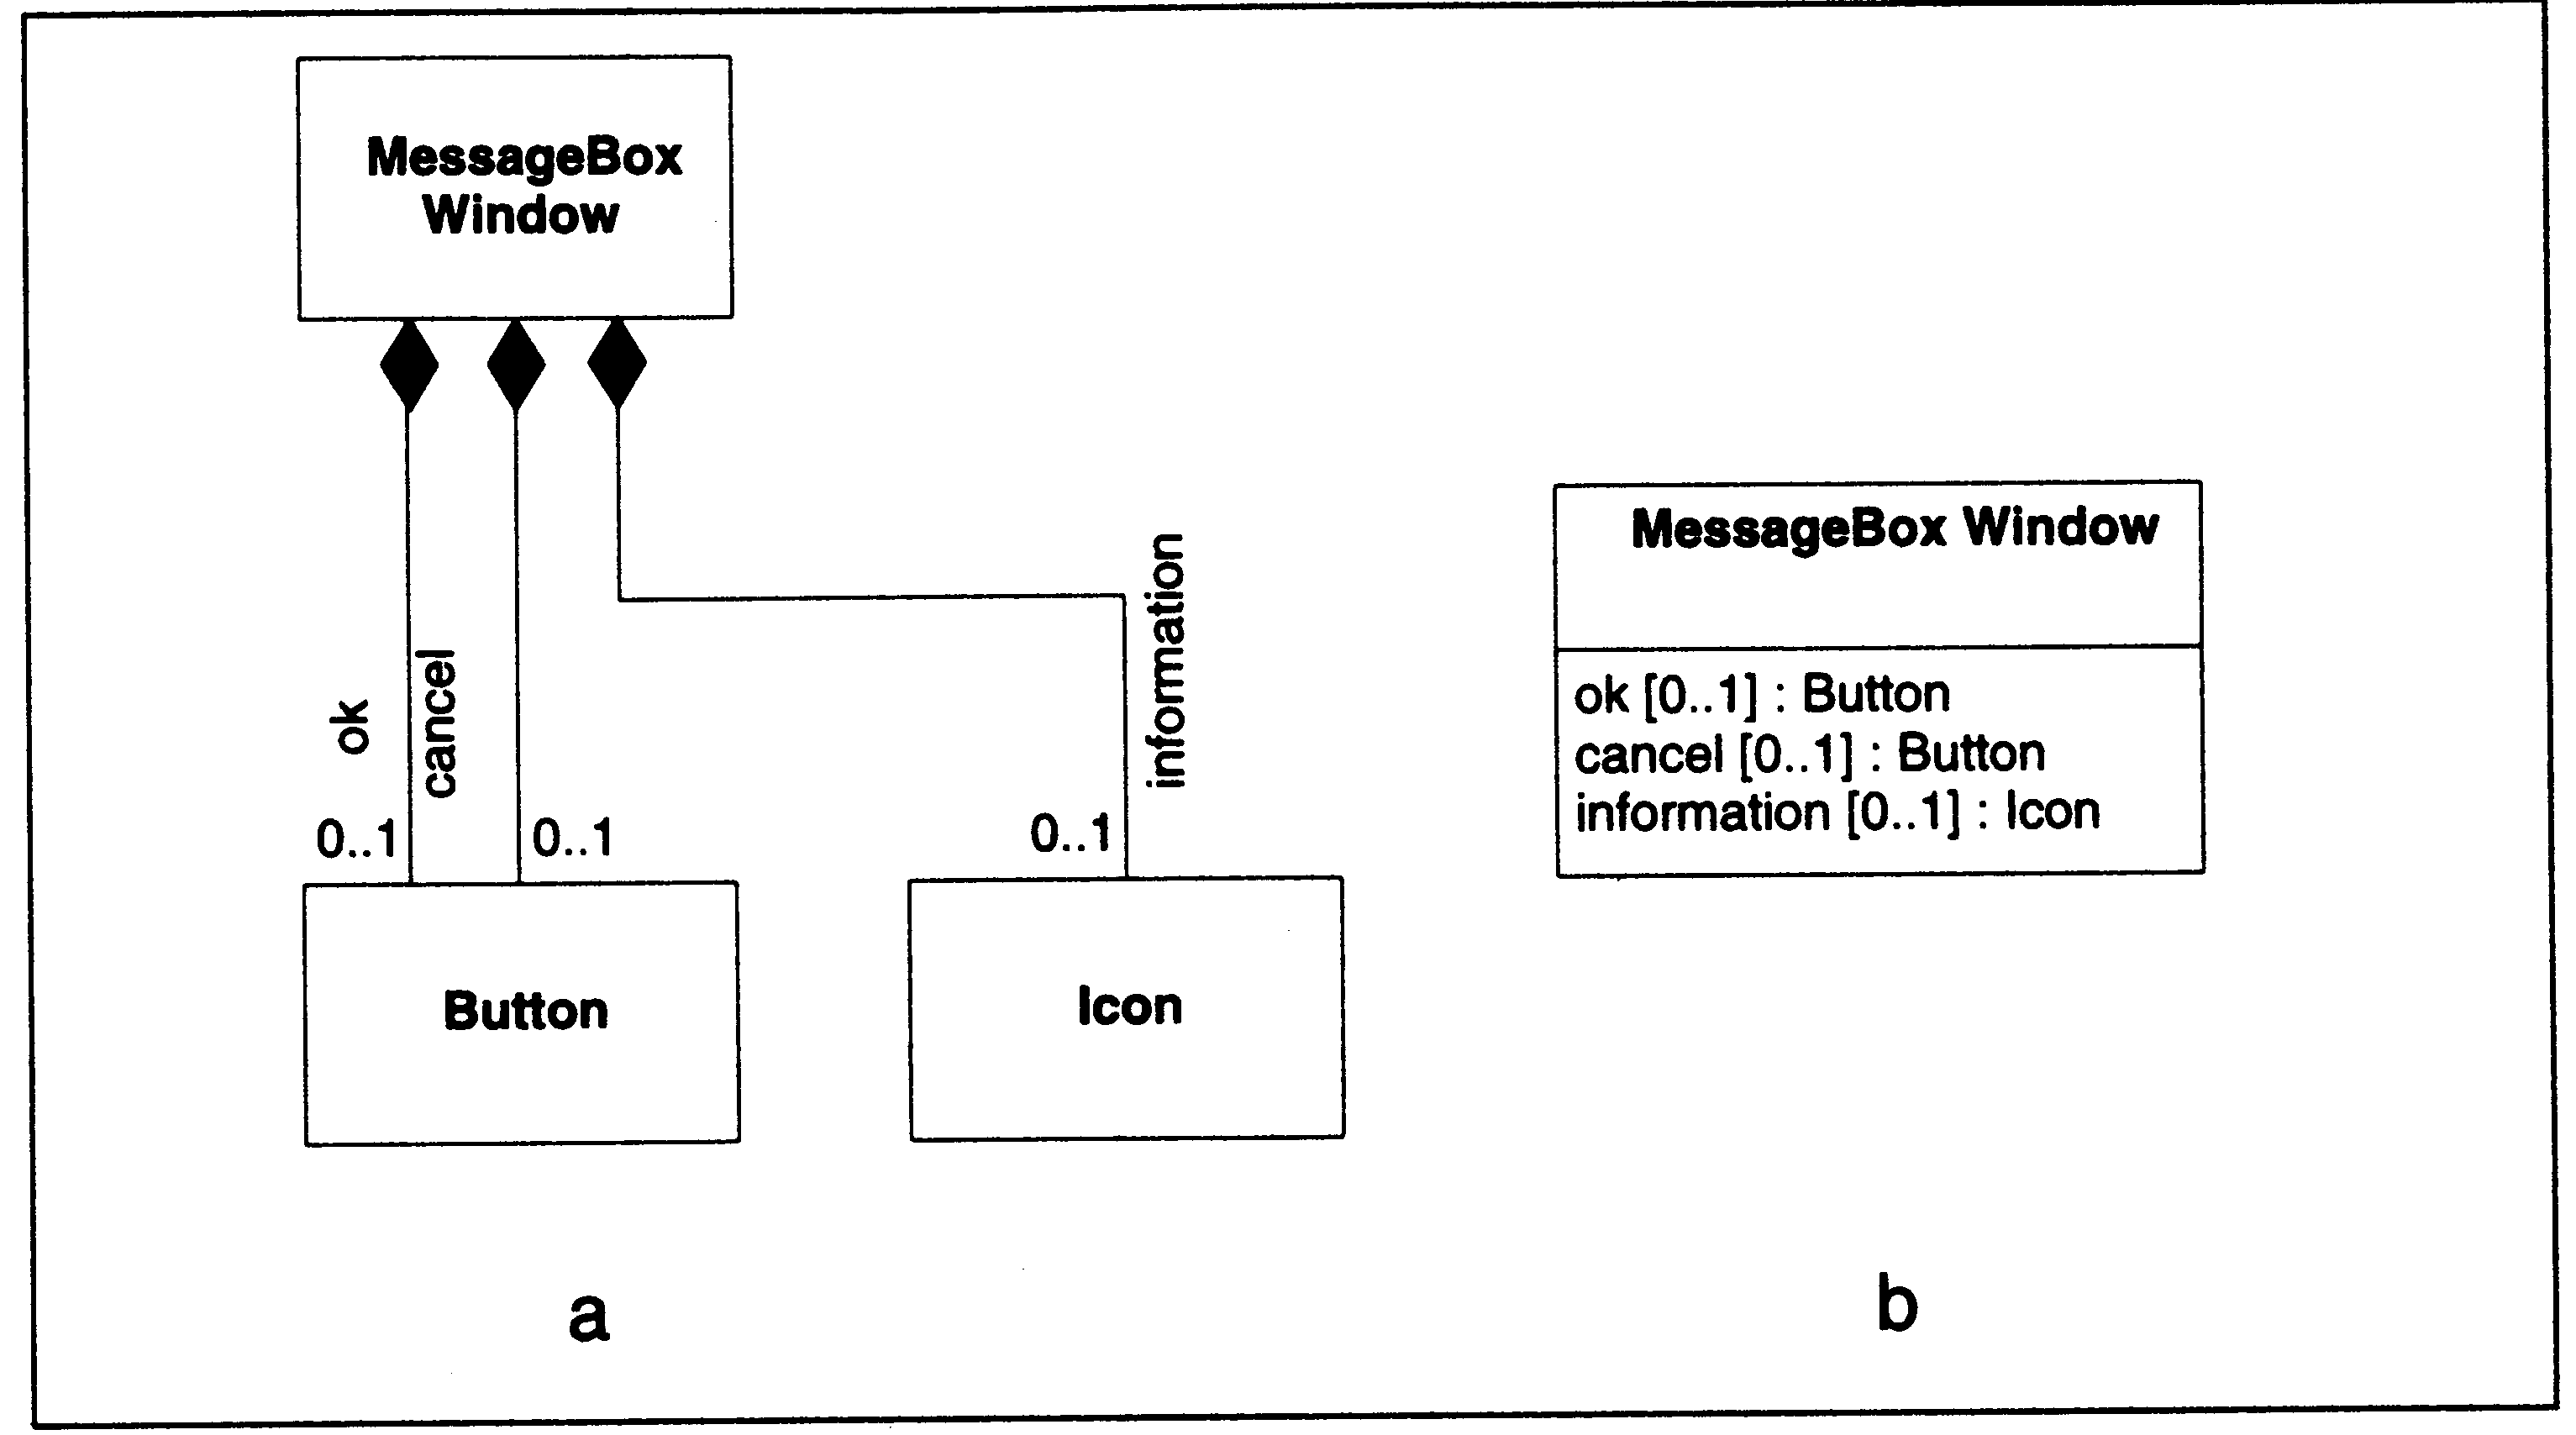 MessageBox
Window
ok
cancel
information
0..1
0..1
0..1
Button
Icon
a
MessageBox Window
ok [0..1] : Button
cancel [0..1] : Button
information [0..1] : Icon
b